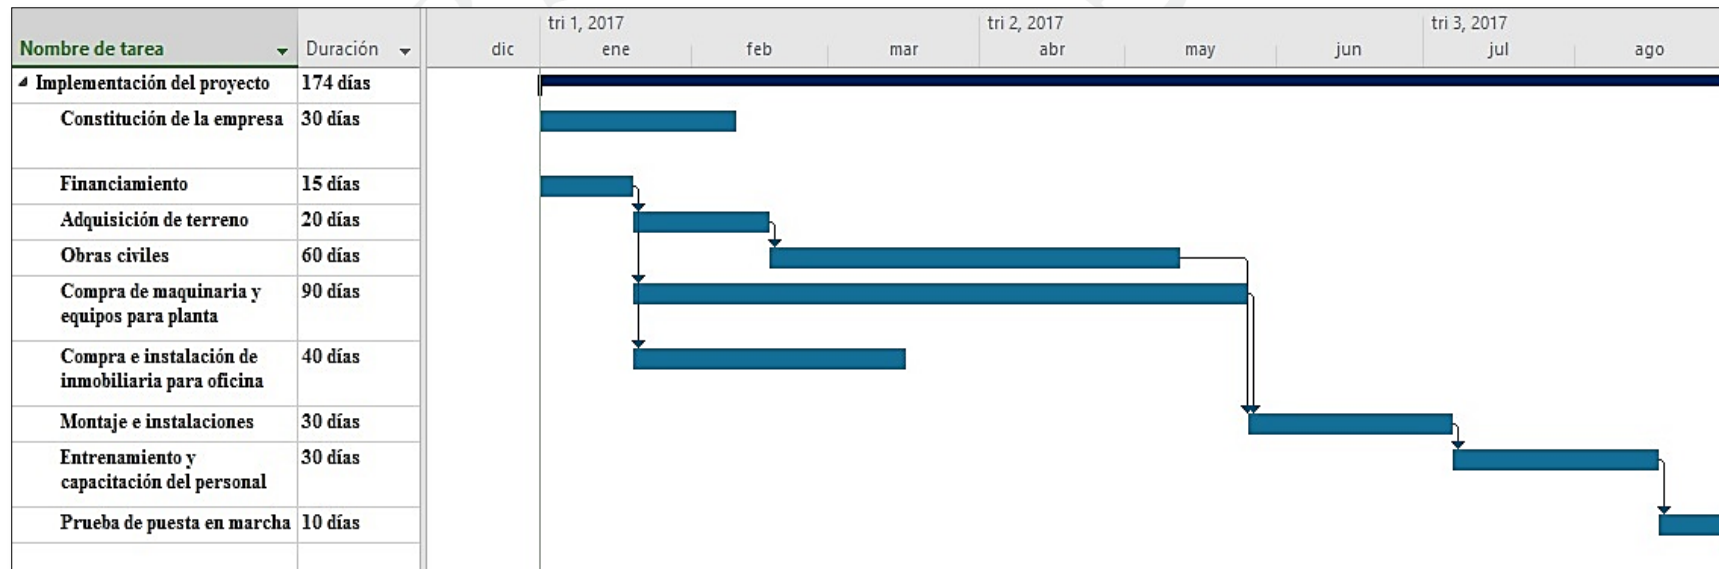 tri 1, 2017 tri 2, 2017 tri 3, 2017
Nombre de tarea Duración dic ene feb mar abr may jun jul ago
Implementación del proyecto 174 días
Constitución de la empresa 30 días
Financiamiento 15 días
Adquisición de terreno 20 días
Obras civiles 60 días
Compra de maquinaria y 90 días
equipos para planta
Compra e instalación de 40 días
inmobiliaria para oficina
Montaje e instalaciones 30 días
Entrenamiento y 30 días
capacitación del personal
Prueba de puesta en marcha 10 días